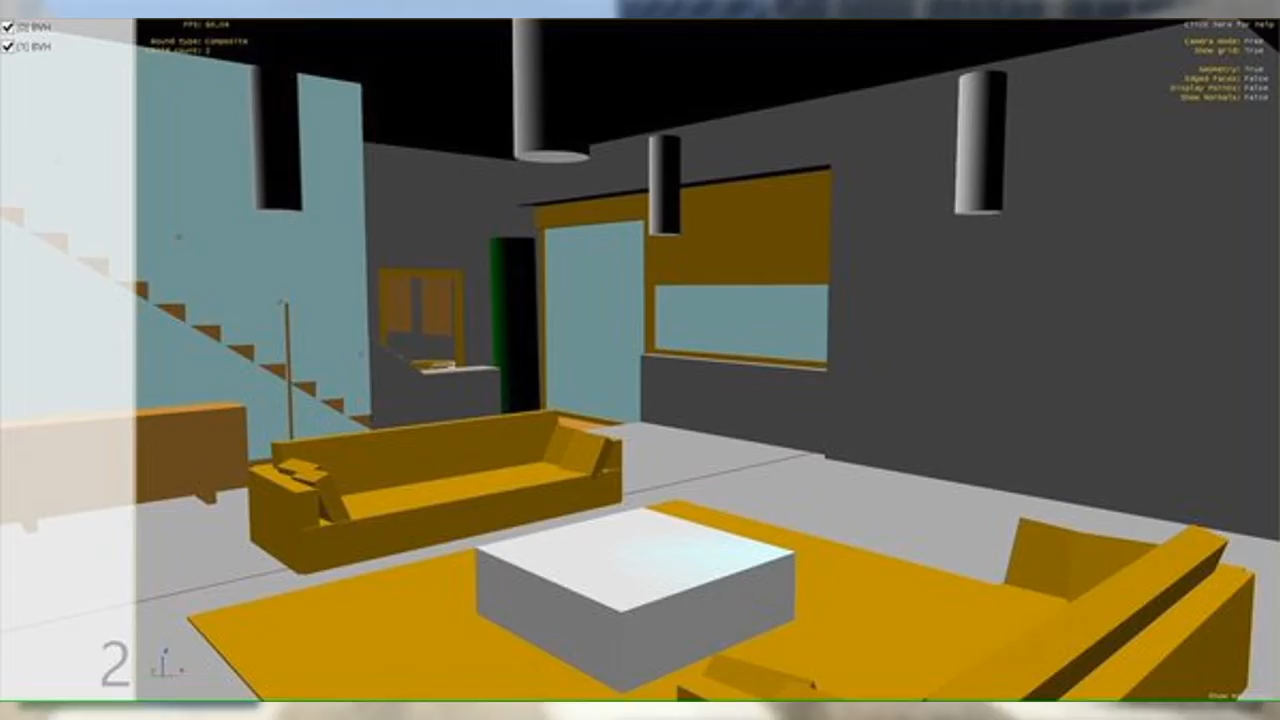 [0] BVH
[1] BVH
FPS: 60,00
Bound type: Composite
Click here for help
Camera mode: Free
Show grid: True
Geometry: True
Edged Faces: False
Display Points: False
Show Normals: False
2